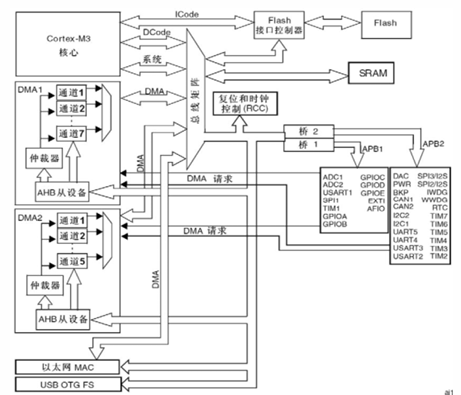 Cortex-M3
核心
ICode
DCode
系统
DMA
Flash
接口控制器
Flash
SRAM
总线矩阵
复位和时钟
控制 (RCC)
桥 2
桥 1
APB1
APB2
DMA1
通道1
通道2
通道7
仲裁器
AHB从设备
DMA
DMA 请求
DMA2
通道1
通道2
通道5
仲裁器
AHB从设备
DMA
DMA 请求
ADC1
ADC2
USART1
SPI1
TIM1
GPIOA
GPIOB
GPIOC
GPIOD
GPIOE
EXTI
AFIO
DAC
PWR
BKP
CAN1
CAN2
I2C2
I2C1
UART5
UART4
USART3
USART2
SPI3/I2S
SPI2/I2S
IWDG
WWDG
RTC
TIM7
TIM6
TIM5
TIM4
TIM3
TIM2
以太网 MAC
USB OTG FS
ai1